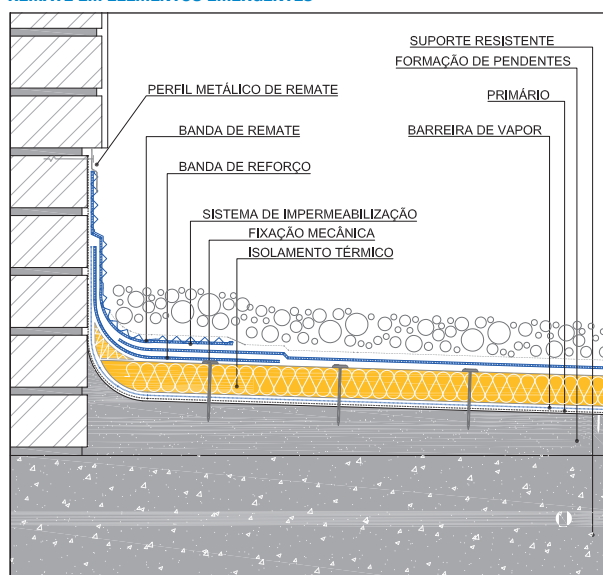 SUPORTE RESISTENTE
FORMAÇÃO DE PENDENTES
PERFIL METÁLICO DE REMATE
PRIMÁRIO
BANDA DE REMATE
BARREIRA DE VAPOR
BANDA DE REFORÇO
SISTEMA DE IMPERMEABILIZAÇÃO
FIXAÇÃO MECÂNICA
ISOLAMENTO TÉRMICO